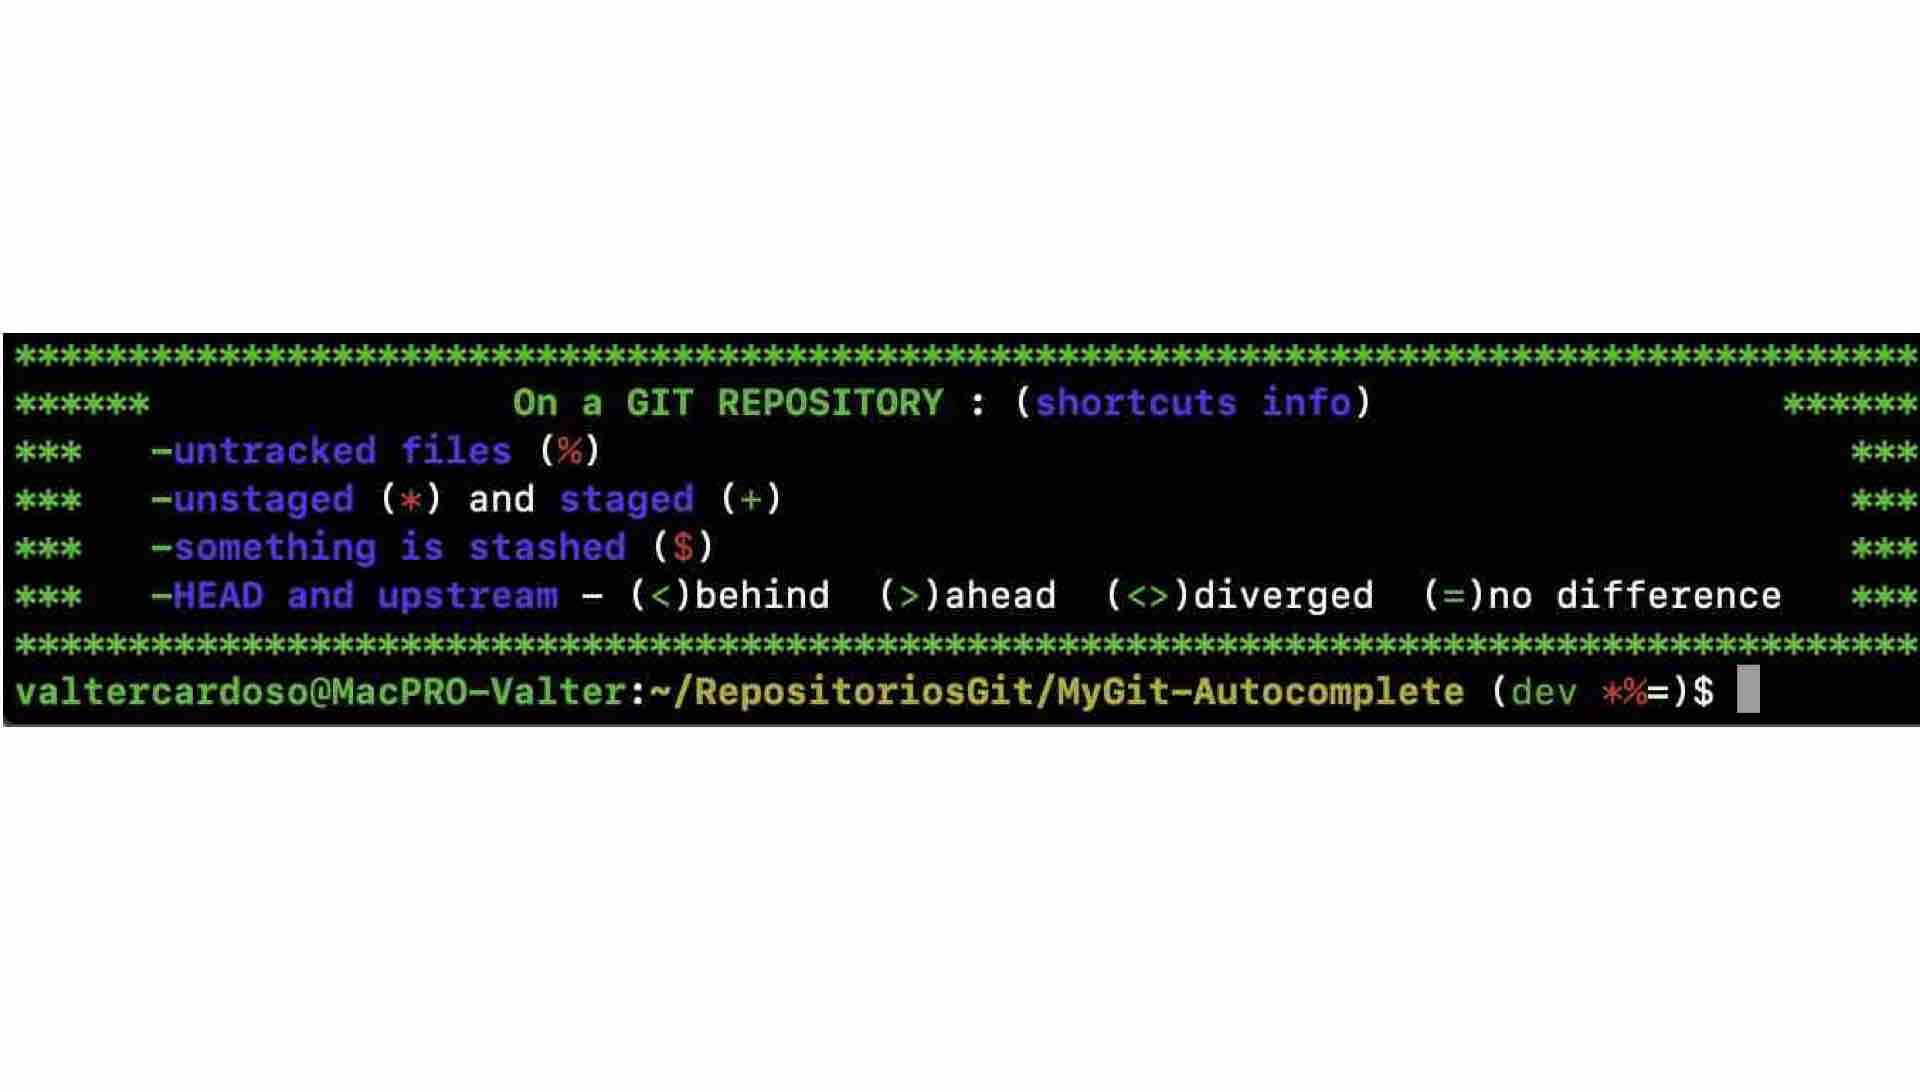 ************************************************************************************
****** On a GIT REPOSITORY : (shortcuts info) ******
*** -untracked files (%) ***
*** -unstaged (*) and staged (+) ***
*** -something is stashed ($) ***
*** -HEAD and upstream - (<)behind (>)ahead (<>)diverged (=)no difference ***
************************************************************************************
valtercardoso@MacPRO-Valter:~/RepositoriosGit/MyGit-Autocomplete (dev *%=)$